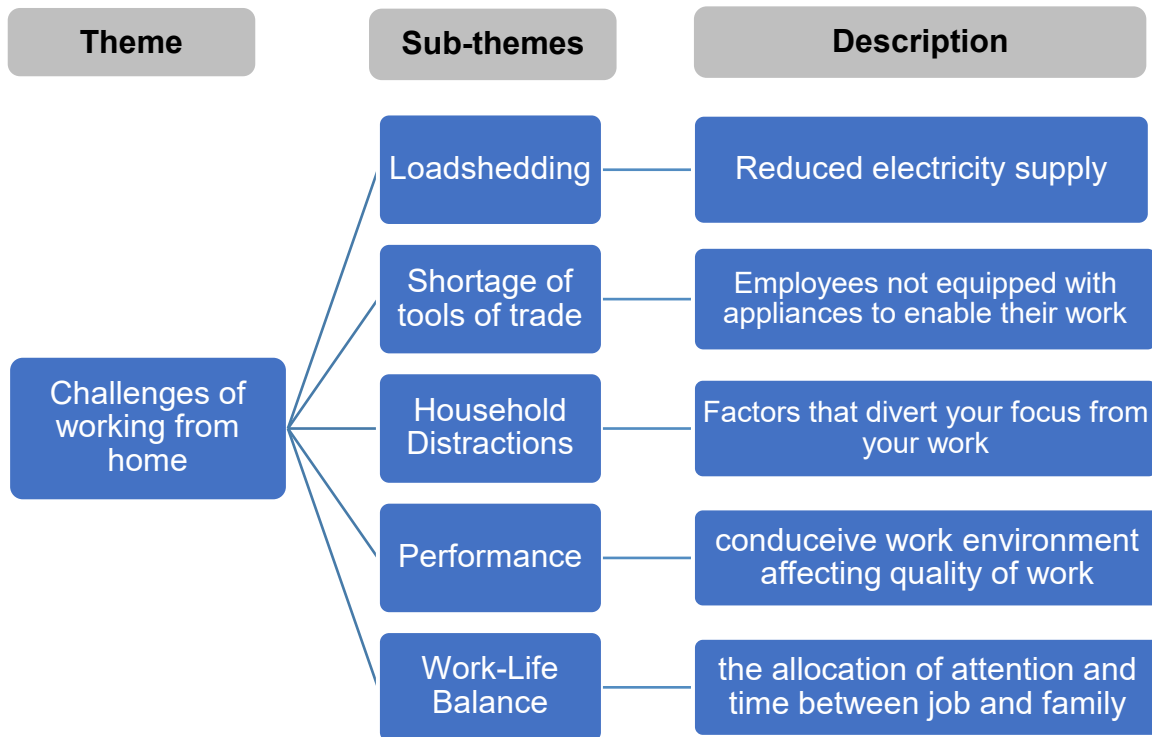 Theme
Sub-themes
Description
Loadshedding
Reduced electricity supply
Shortage of
tools of trade
Employees not equipped with
appliances to enable their work
Challenges of
working from
home
Household
Distractions
Factors that divert your focus from
your work
Performance
conduceive work environment
affecting quality of work
Work-Life
Balance
the allocation of attention and
time between job and family